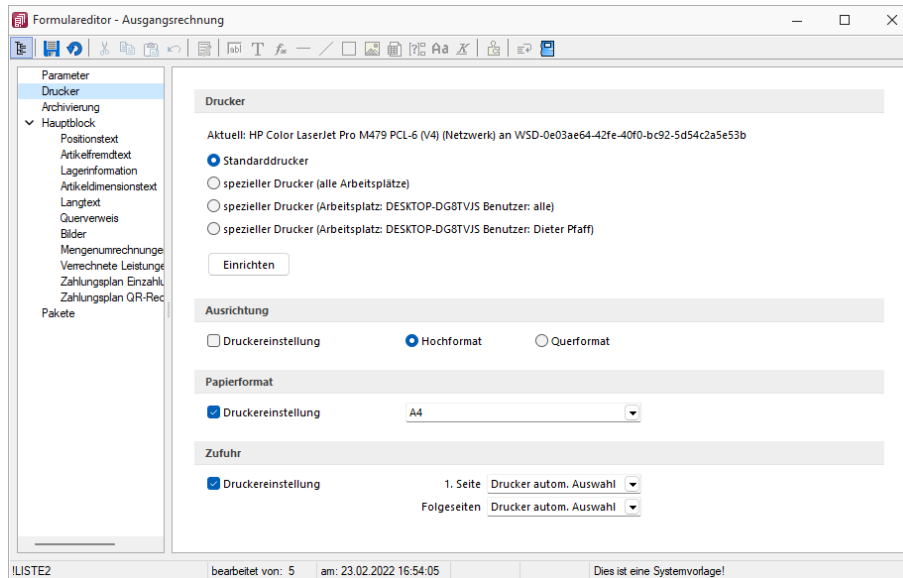 Formulareditor - Ausgangsrechnung
Parameter
Drucker
Archivierung
Hauptblock
Positionstext
Artikelfremdtext
Lagerinformation
Artikeldimensionstext
Langtext
Querverweis
Bilder
Mengenumrechnunge
Verrechnete Leistunge
Zahlungsplan Einzahlu
Zahlungsplan QR-Rec
Pakete
Drucker
Aktuell: HP Color LaserJet Pro M479 PCL-6 (V4) (Netzwerk) an WSD-0e03ae64-42fe-40f0-bc92-5d54c2a5e53b
Standarddrucker
spezieller Drucker (alle Arbeitsplätze)
spezieller Drucker (Arbeitsplatz: DESKTOP-DG8TVJS Benutzer: alle)
spezieller Drucker (Arbeitsplatz: DESKTOP-DG8TVJS Benutzer: Dieter Pfaff)
Einrichten
Ausrichtung
Druckereinstellung Hochformat Querformat
Papierformat
Druckereinstellung A4
Zufuhr
Druckereinstellung 1. Seite Drucker autom. Auswahl
Folgeseiten Drucker autom. Auswahl
!LISTE2 bearbeitet von: 5 am: 23.02.2022 16:54:05 Dies ist eine Systemvorlage!